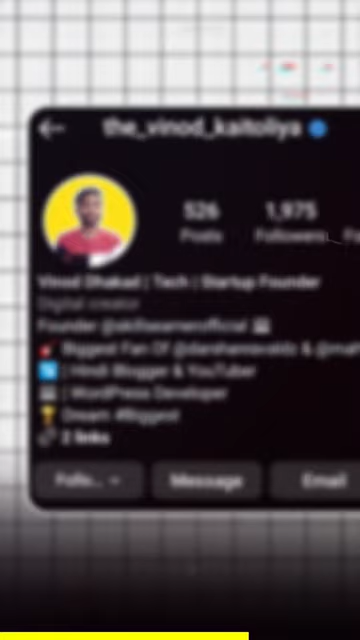 the_vinod_kaitoliya
526 1,975
Posts Followers
Vinod Dhakad | Tech | Startup Founder
Digital creator
Founder
Biggest Fan Of &
| Hindi Blogger & YouTuber
| WordPress Developer
Dream #Biggest
2 links
Message Email